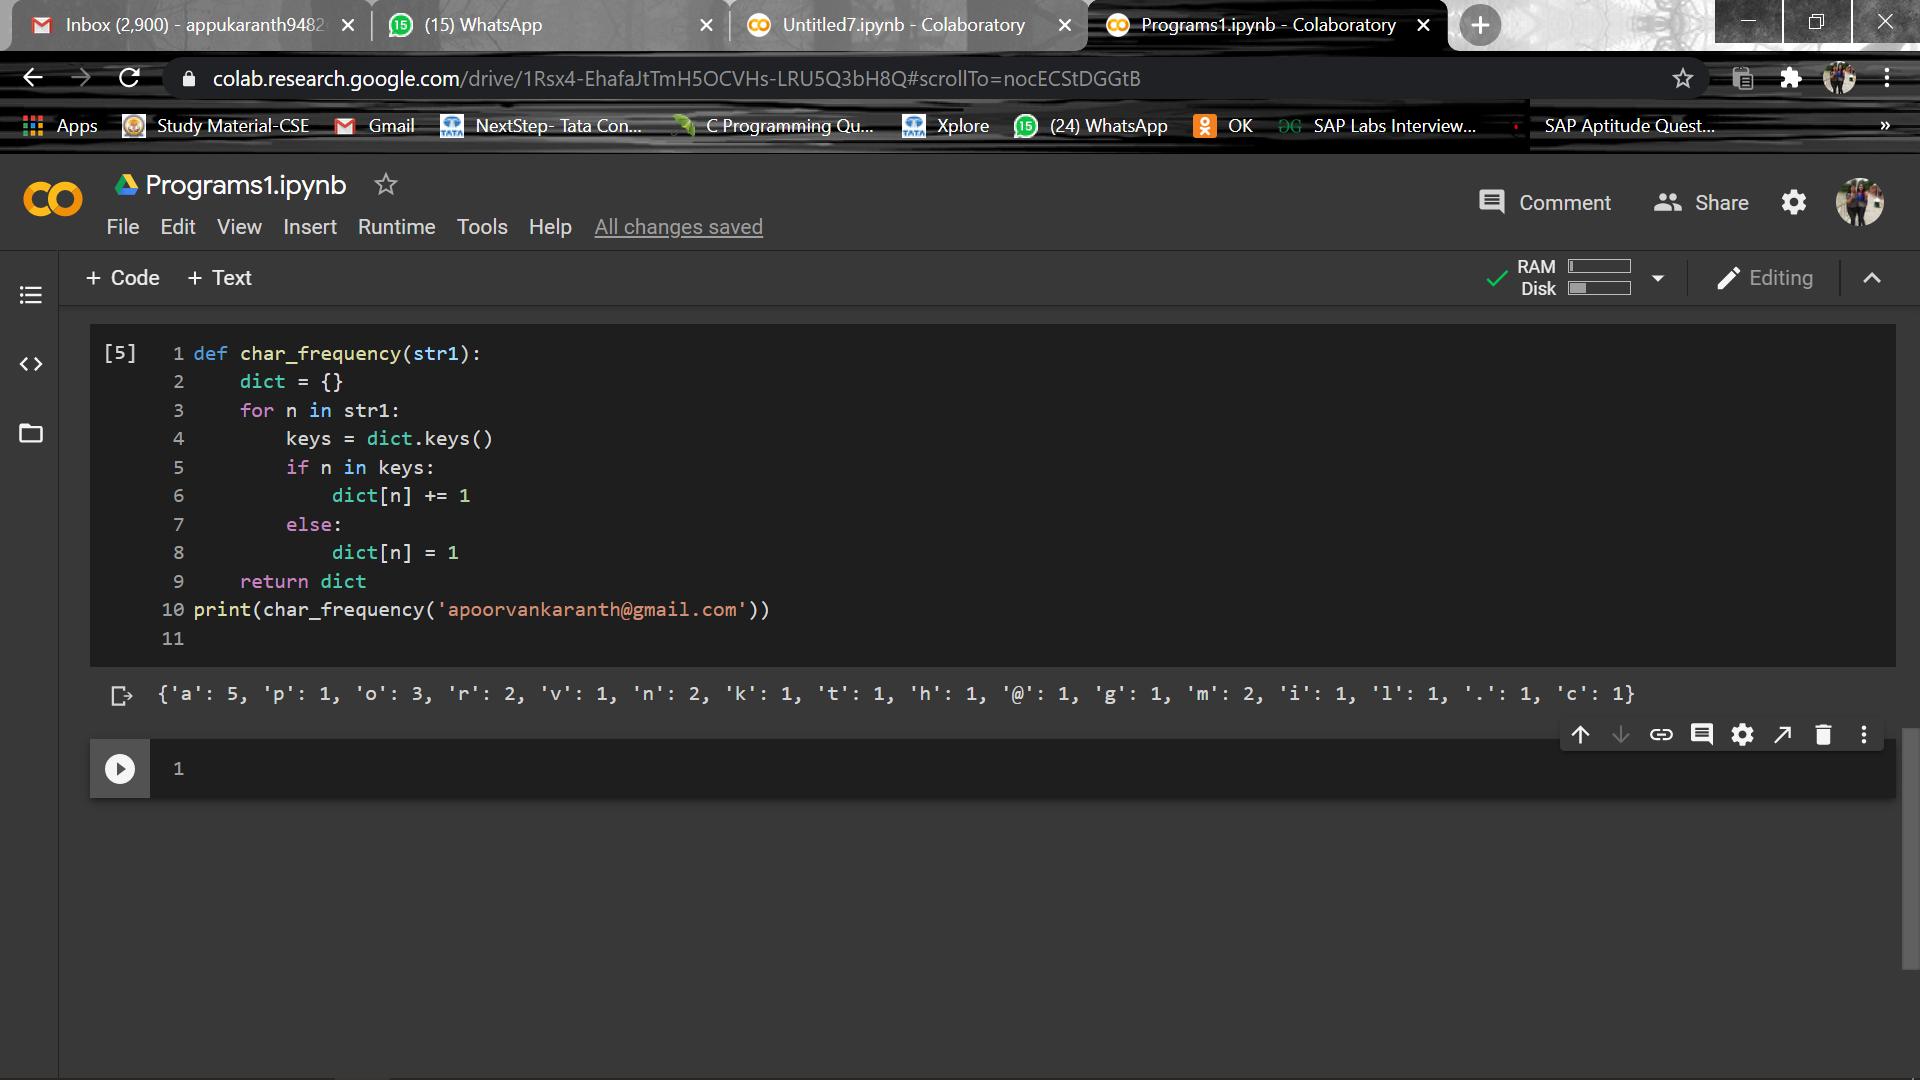 Inbox (2,900) - appukaranth9482
(15) WhatsApp
Untitled7.ipynb - Colaboratory
Programs1.ipynb - Colaboratory
colab.research.google.com/drive/1Rsx4-EhafaJtTmH5OCVHs-LRU5Q3bH8Q#scrollTo=nocECStDGGtB
Apps Study Material-CSE Gmail NextStep- Tata Con... C Programming Qu... Xplore (24) WhatsApp OK SAP Labs Interview... SAP Aptitude Quest... »
Programs1.ipynb
Comment Share
File Edit View Insert Runtime Tools Help All changes saved
+ Code + Text
RAM
Disk
Editing
[5] 1 def char_frequency(str1):
2     dict = {}
3     for n in str1:
4         keys = dict.keys()
5         if n in keys:
6             dict[n] += 1
7         else:
8             dict[n] = 1
9     return dict
10 print(char_frequency('apoorvankaranth@gmail.com'))
11
{'a': 5, 'p': 1, 'o': 3, 'r': 2, 'v': 1, 'n': 2, 'k': 1, 't': 1, 'h': 1, '@': 1, 'g': 1, 'm': 2, 'i': 1, 'l': 1, '.': 1, 'c': 1}
1